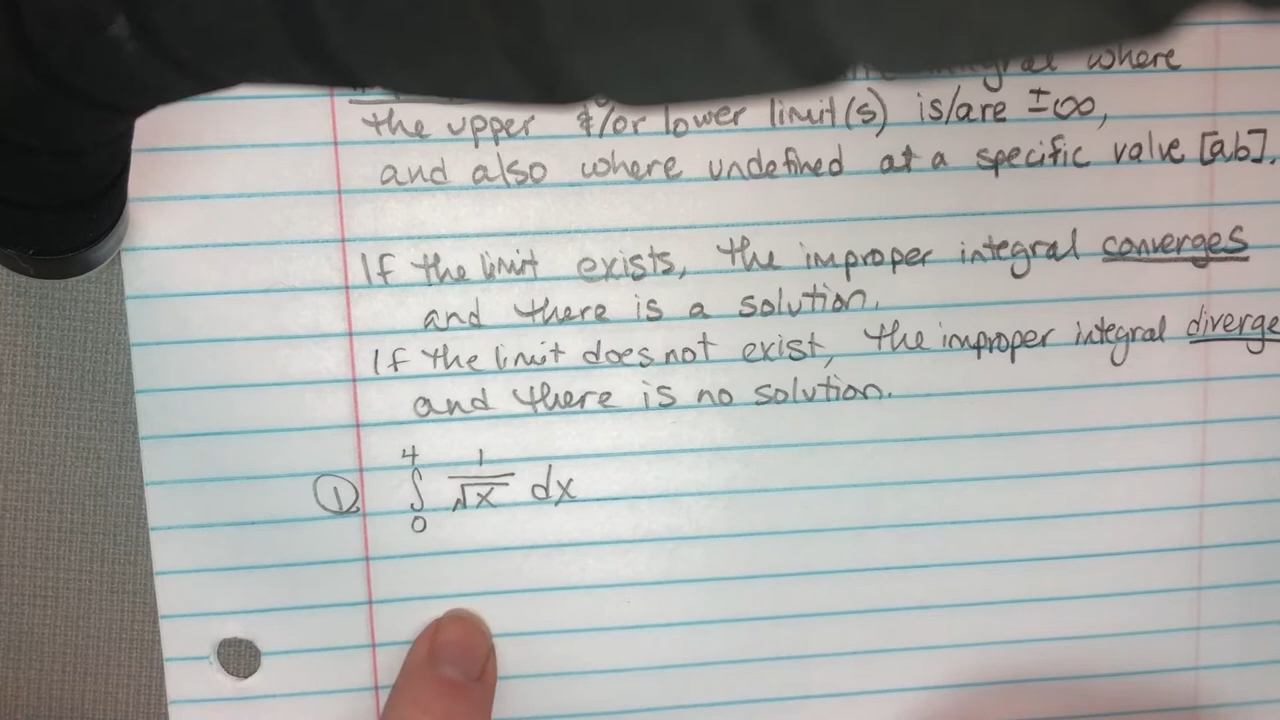 where
the upper &/or lower limit(s) is/are ±∞,
and also where undefined at a specific value [ab].
If the limit exists, the improper integral converges
and there is a solution.
If the limit does not exist, the improper integral diverge
and there is no solution.
① ∫₀⁴ 1/√x dx